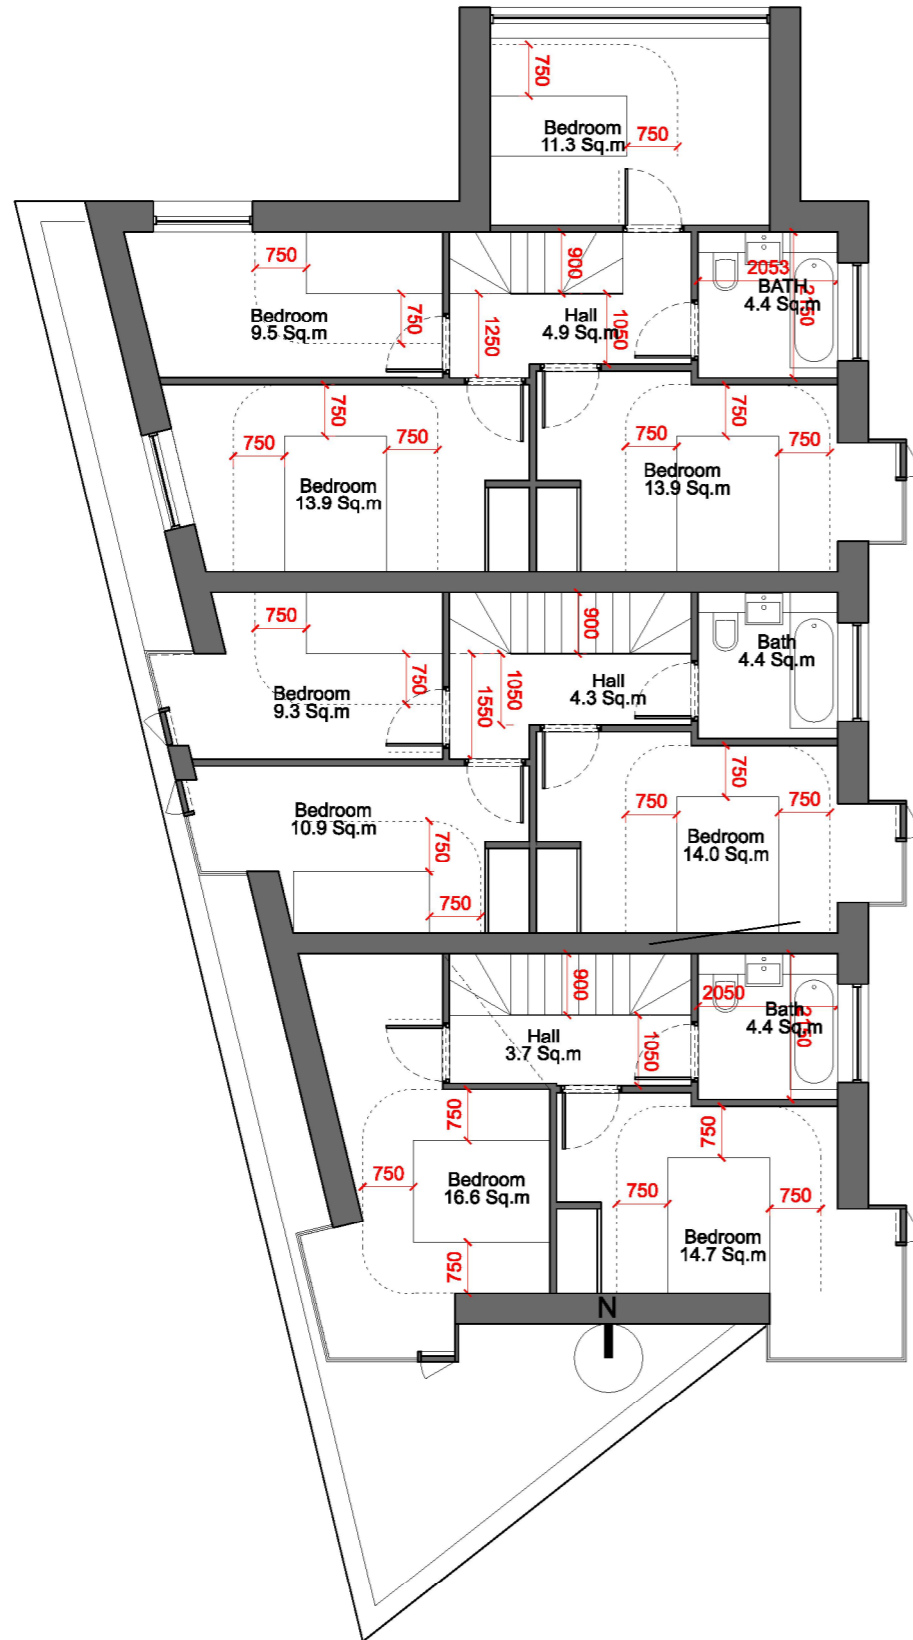 750
Bedroom
11.3 Sq.m
750
750
900
2053
BATH
4.4 Sq.m
2150
Bedroom
9.5 Sq.m
750
1250
Hall
4.9 Sq.m
1050
750
750
750
Bedroom
13.9 Sq.m
750
750
750
Bedroom
13.9 Sq.m
750
900
Bath
4.4 Sq.m
750
Bedroom
9.3 Sq.m
1550
1050
Hall
4.3 Sq.m
Bedroom
10.9 Sq.m
750
750
750
750
750
Bedroom
14.0 Sq.m
900
2050
Bath
4.4 Sq.m
2150
Hall
3.7 Sq.m
1050
750
750
Bedroom
16.6 Sq.m
750
750
750
750
Bedroom
14.7 Sq.m
N